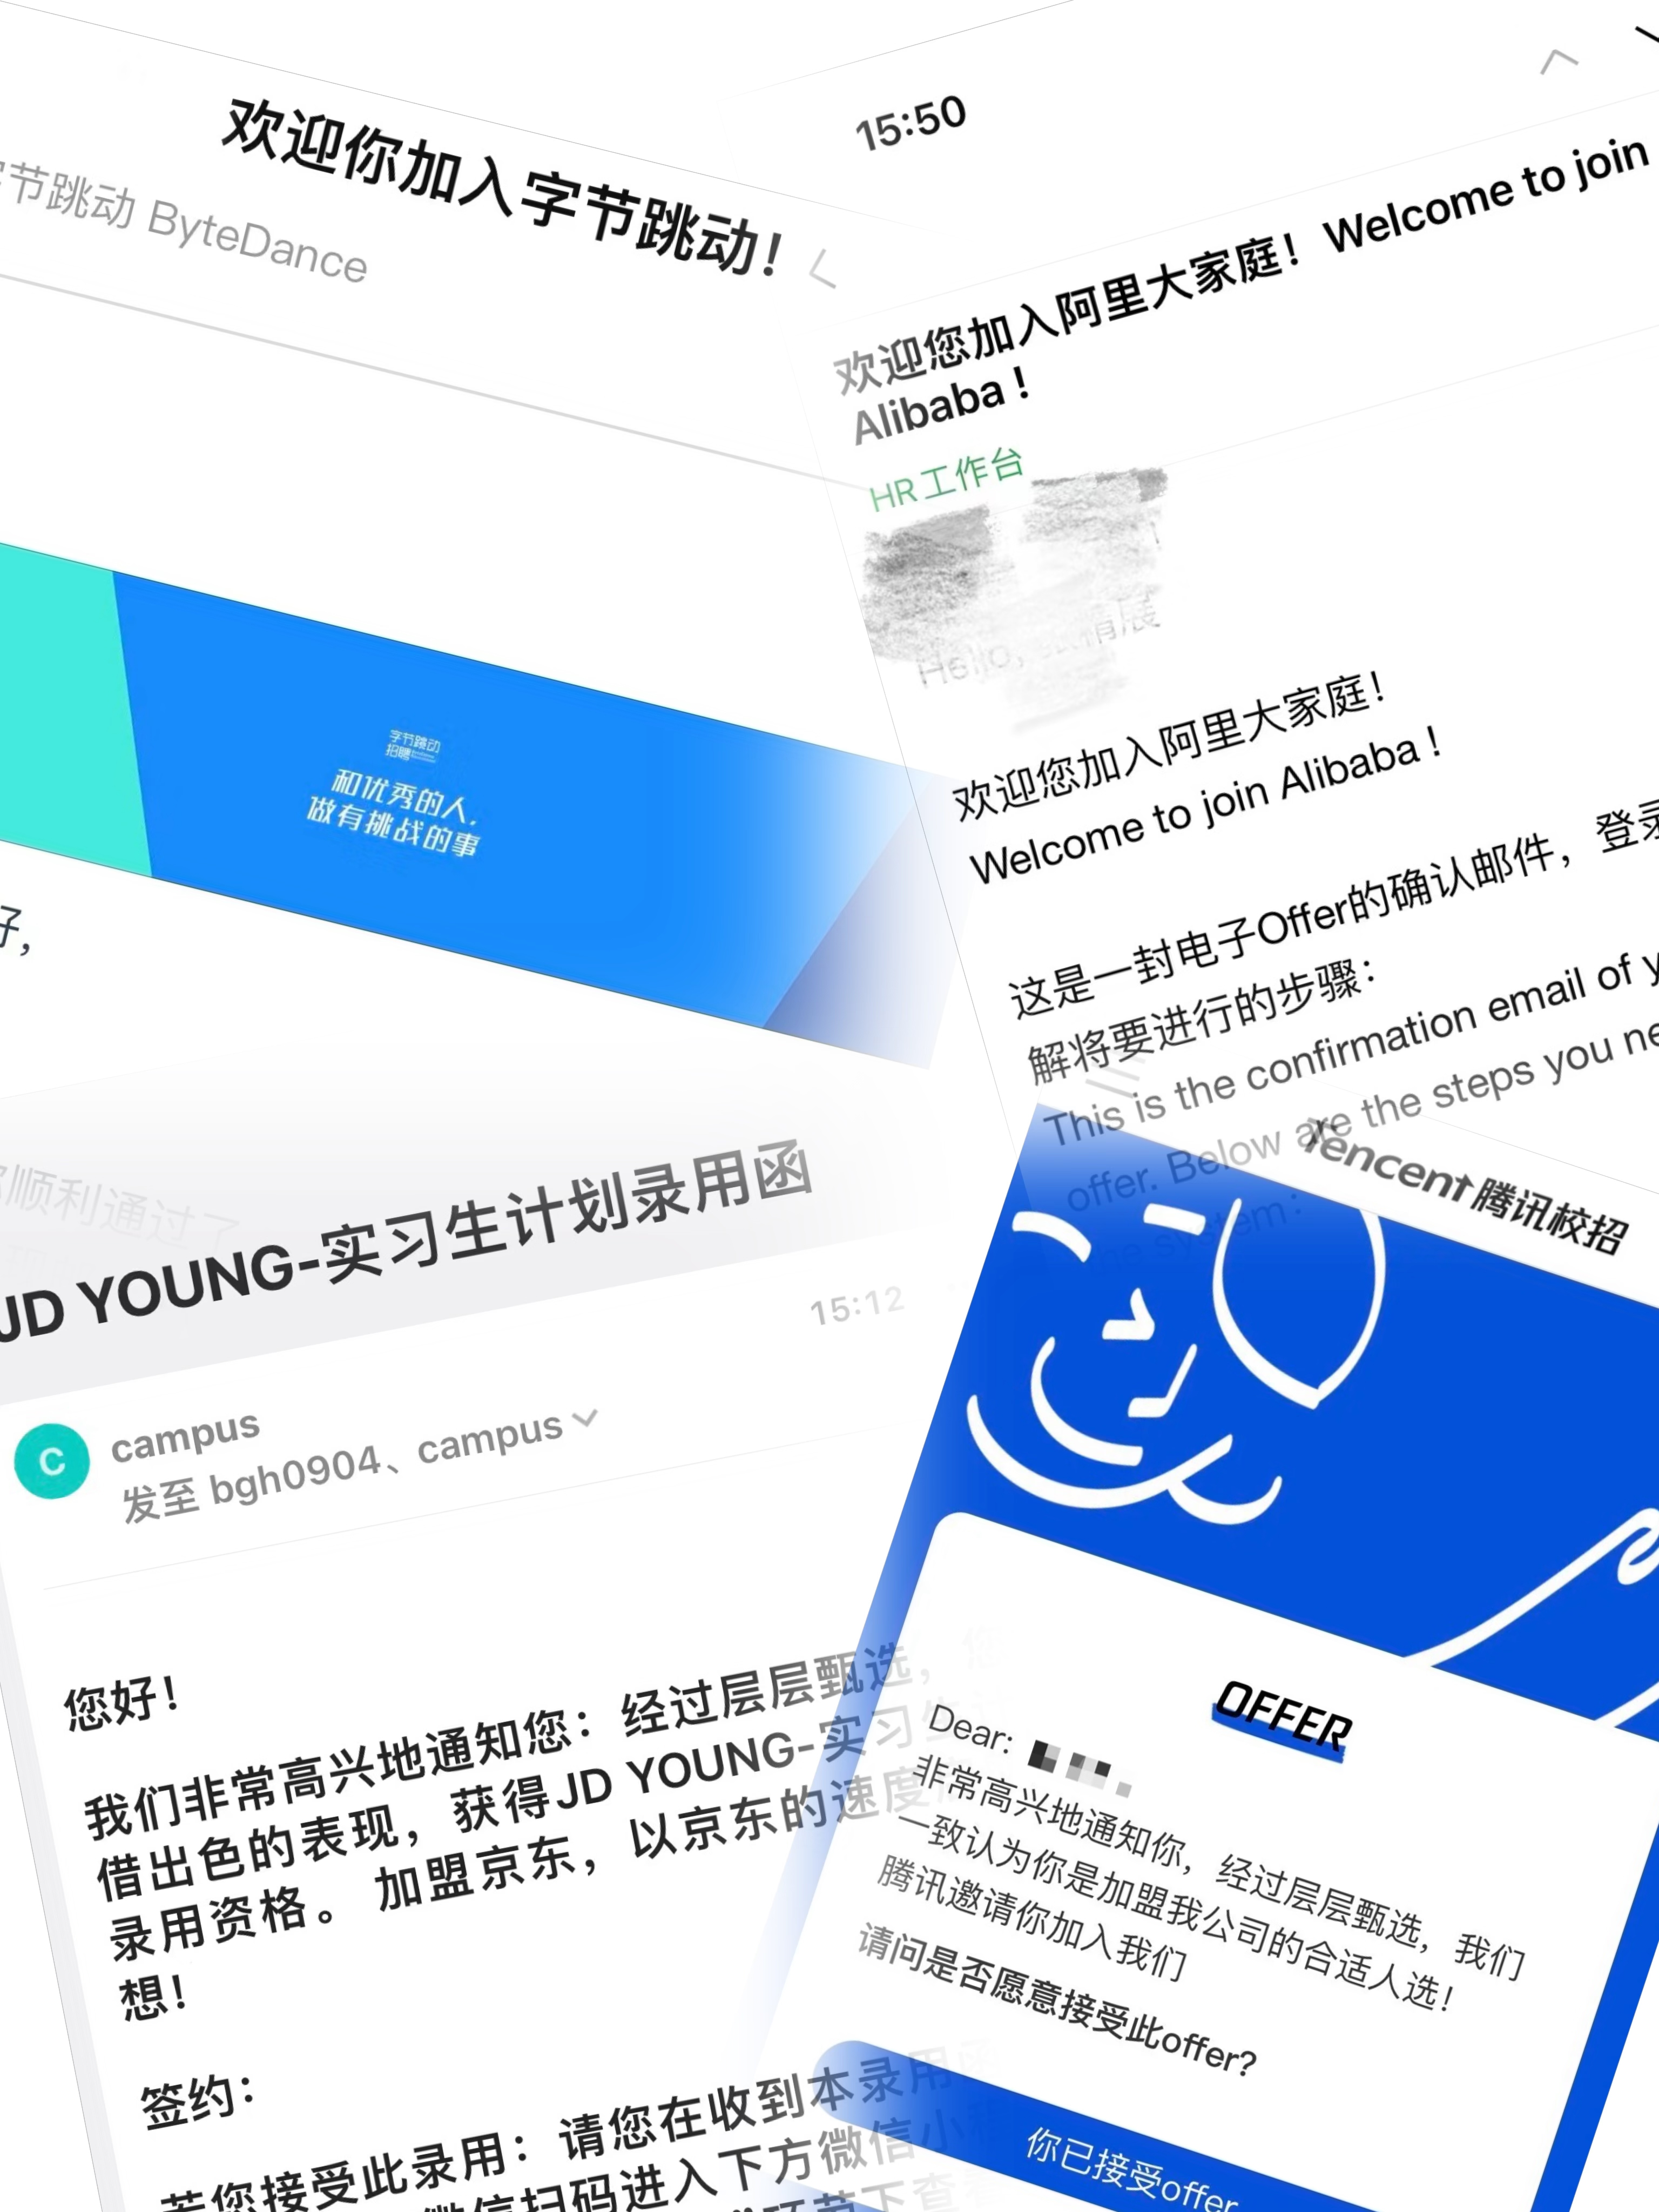 欢迎你加入字节跳动！
节跳动 ByteDance
字节跳动
招聘
和优秀的人，
做有挑战的事
好，
顺利通过了
15:50
欢迎您加入阿里大家庭！Welcome to join
Alibaba！
HR工作台
Hello,
欢迎您加入阿里大家庭！
Welcome to join Alibaba！
这是一封电子Offer的确认邮件，登录
解将要进行的步骤：
This is the confirmation email of y
offer. Below are the steps you ne
the system：
JD YOUNG-实习生计划录用函
15:12
C
campus
发至 bgh0904、campus
您好！
我们非常高兴地通知您：经过层层甄选，您
借出色的表现，获得JD YOUNG-实习生
录用资格。加盟京东，以京东的速度
想！
签约：
若您接受此录用：请您在收到本录用函
微信扫码进入下方微信小
下查看
Tencent 腾讯校招
OFFER
Dear:
非常高兴地通知你，经过层层甄选，我们
一致认为你是加盟我公司的合适人选！
腾讯邀请你加入我们
请问是否愿意接受此offer？
你已接受offer